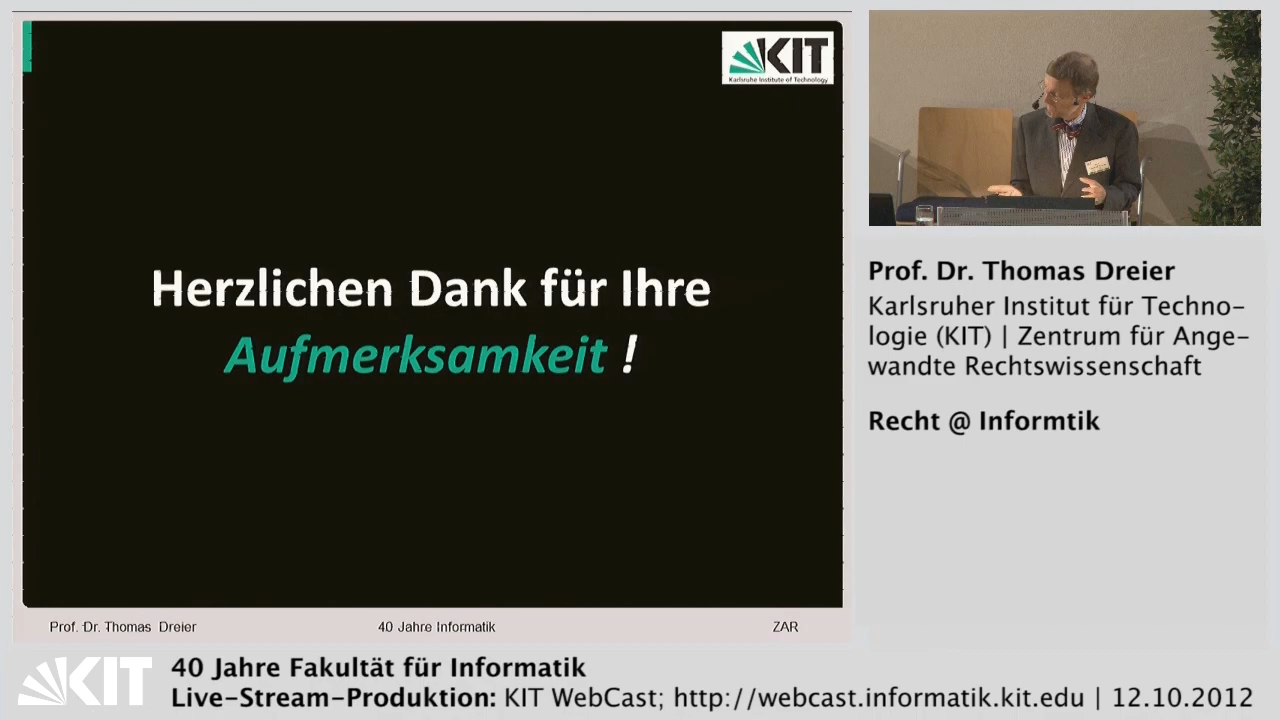 KIT
Karlsruhe Institute of Technology
Herzlichen Dank für Ihre
Aufmerksamkeit !
Prof. Dr. Thomas Dreier
40 Jahre Informatik
ZAR
Prof. Dr. Thomas Dreier
Karlsruher Institut für Techno-
logie (KIT) | Zentrum für Ange-
wandte Rechtswissenschaft
Recht @ Informtik
KIT
40 Jahre Fakultät für Informatik
Live-Stream-Produktion: KIT WebCast; http://webcast.informatik.kit.edu | 12.10.2012